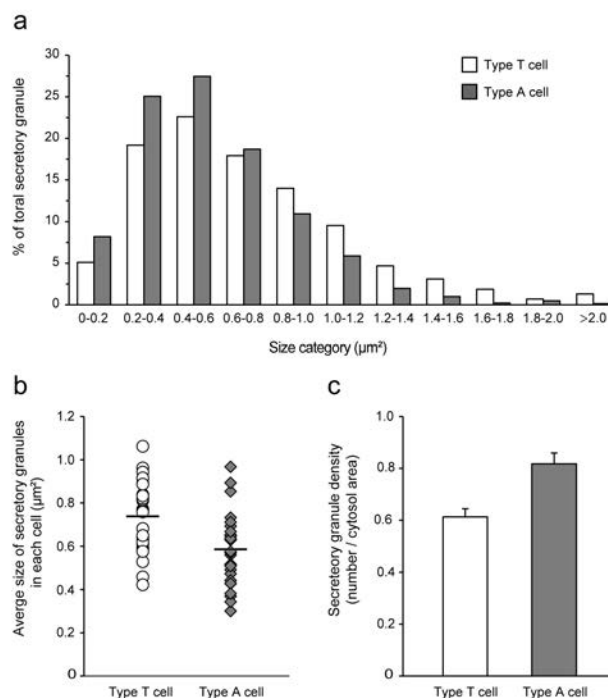 a
% of toral secretory granule
30
25
20
15
10
5
0
Type T cell
Type A cell
0-0.2 0.2-0.4 0.4-0.6 0.6-0.8 0.8-1.0 1.0-1.2 1.2-1.4 1.4-1.6 1.6-1.8 1.8-2.0 >2.0
Size category (μm²)
b
Averge size of secretory granules
in each cell (μm²)
1.2
1.0
0.8
0.6
0.4
0.2
0
Type T cell Type A cell
c
Secreteory granule density
(number / cytosol area)
1.0
0.8
0.6
0.4
0.2
0
Type T cell Type A cell